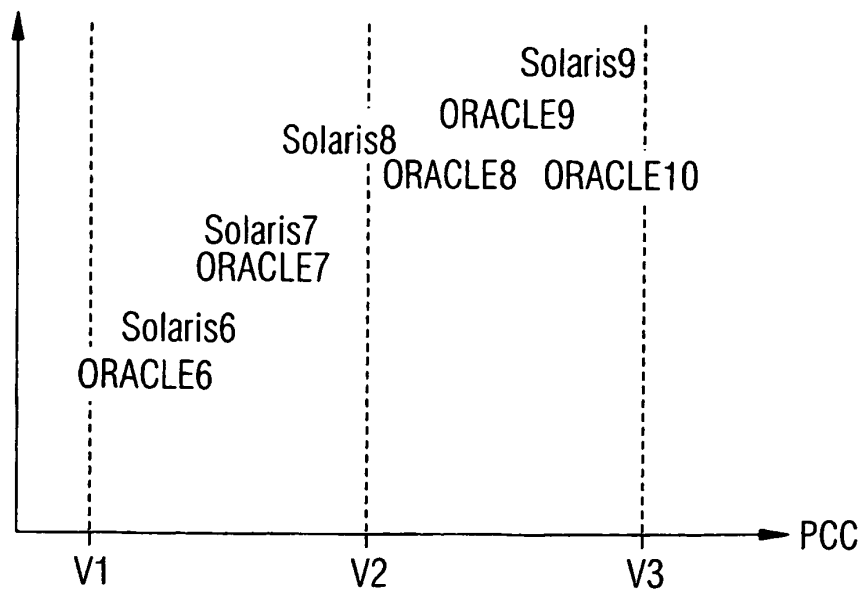 Solaris9
ORACLE9
Solaris8
ORACLE8 ORACLE10
Solaris7
ORACLE7
Solaris6
ORACLE6
PCC
V1 V2 V3